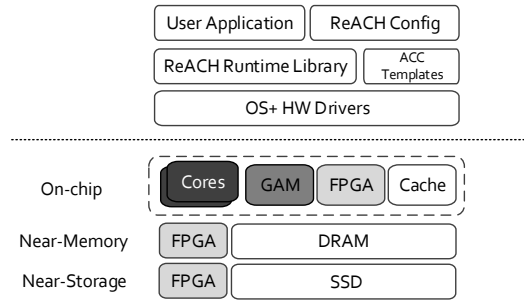 User Application ReACH Config
ReACH Runtime Library ACC Templates
OS+ HW Drivers
On-chip Cores GAM FPGA Cache
Near-Memory FPGA DRAM
Near-Storage FPGA SSD